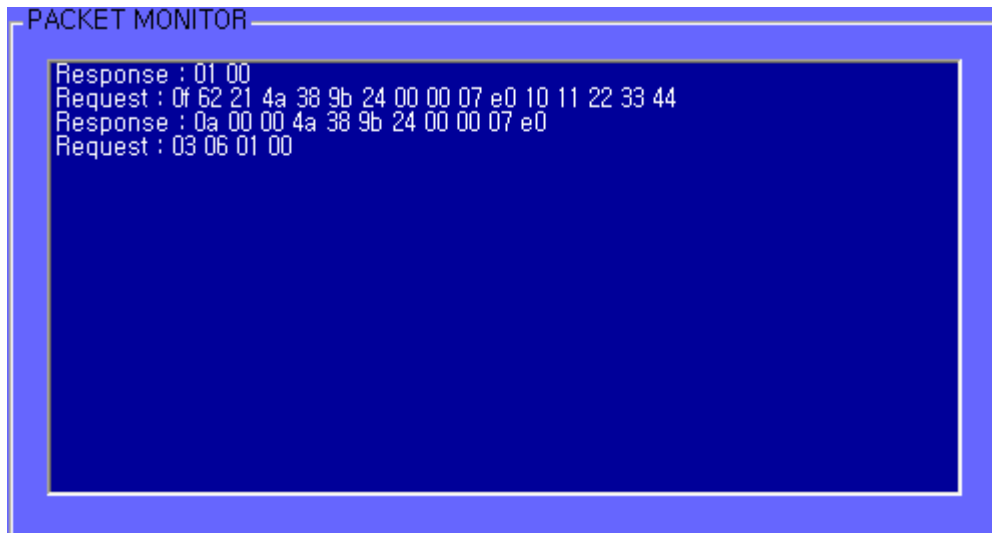 PACKET MONITOR
Response : 01 00
Request : 0f 62 21 4a 38 9b 24 00 00 07 e0 10 11 22 33 44
Response : 0a 00 00 4a 38 9b 24 00 00 07 e0
Request : 03 06 01 00